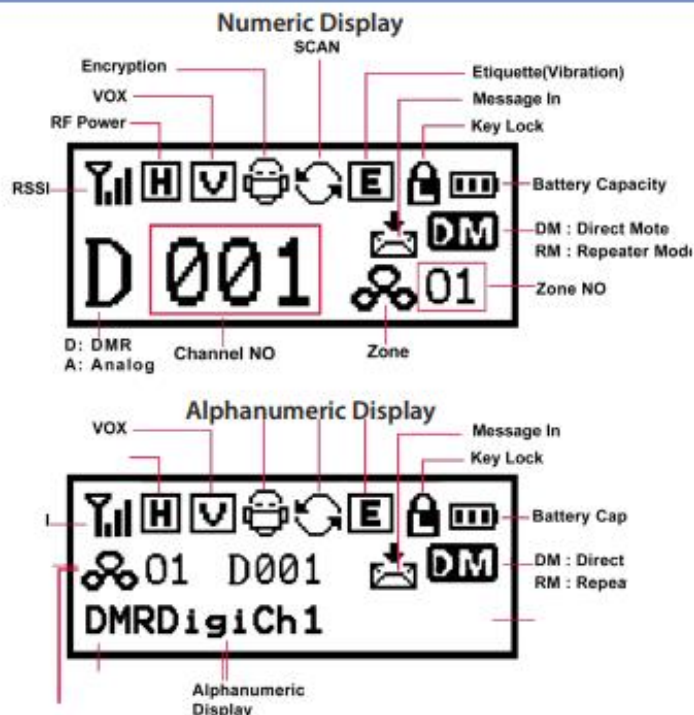 Numeric Display
SCAN
Encryption
Etiquette(Vibration)
VOX
Message In
RF Power
Key Lock
H V E
RSSI
Battery Capacity
DM
DM : Direct Mote
RM : Repeater Mod
D 001 01
Zone NO
D: DMR
A: Analog
Channel NO
Zone
Alphanumeric Display
VOX
Message In
Key Lock
H V E
Battery Cap
01 D001 DM
DM : Direct
RM : Repea
DMRDigiCh1
Alphanumeric
Display